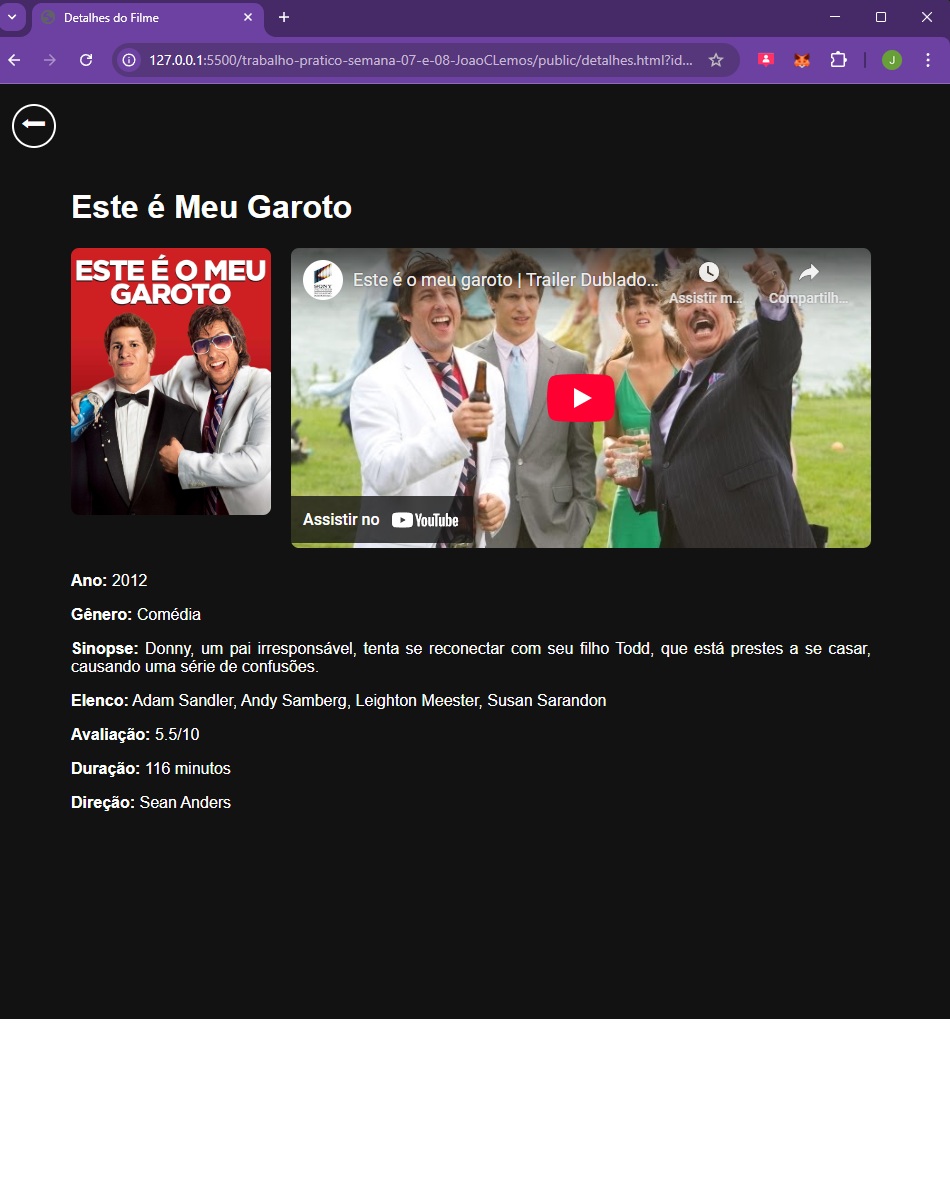 Detalhes do Filme
127.0.0.1:5500/trabalho-pratico-semana-07-e-08-JoaoCLemos/public/detalhes.html?id...
J
Este é Meu Garoto
ESTE É O MEU
GAROTO
SONY
Este é o meu garoto | Trailer Dublado...
Assistir m...
Compartilh...
Assistir no YouTube
Ano: 2012
Gênero: Comédia
Sinopse: Donny, um pai irresponsável, tenta se reconectar com seu filho Todd, que está prestes a se casar,
causando uma série de confusões.
Elenco: Adam Sandler, Andy Samberg, Leighton Meester, Susan Sarandon
Avaliação: 5.5/10
Duração: 116 minutos
Direção: Sean Anders